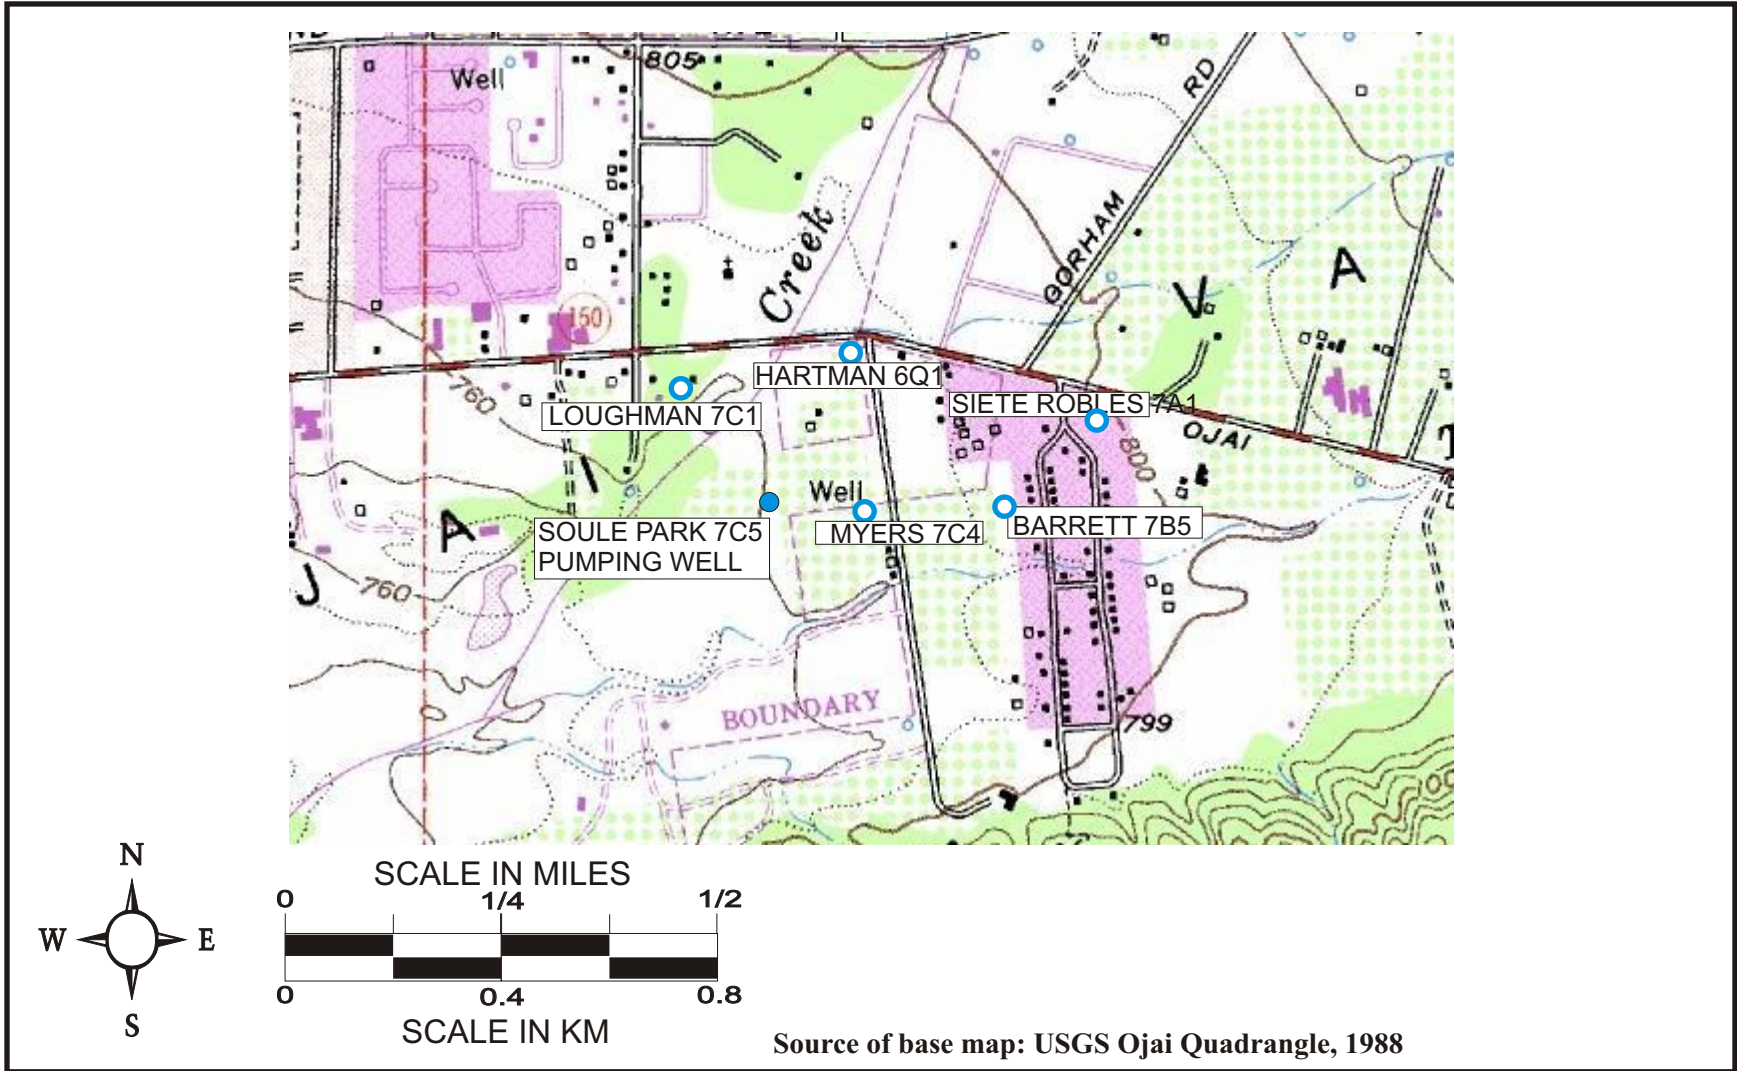 805
Well
RD
Creek
GORHAM
V
A
150
760
HARTMAN 6Q1
LOUGHMAN 7C1
SIETE ROBLES 7A1
OJAI
800
T
I
Well
A
SOULE PARK 7C5
PUMPING WELL
MYERS 7C4
BARRETT 7B5
J
760
BOUNDARY
799
N
W E
S
SCALE IN MILES
0 1/4 1/2
0 0.4 0.8
SCALE IN KM
Source of base map: USGS Ojai Quadrangle, 1988